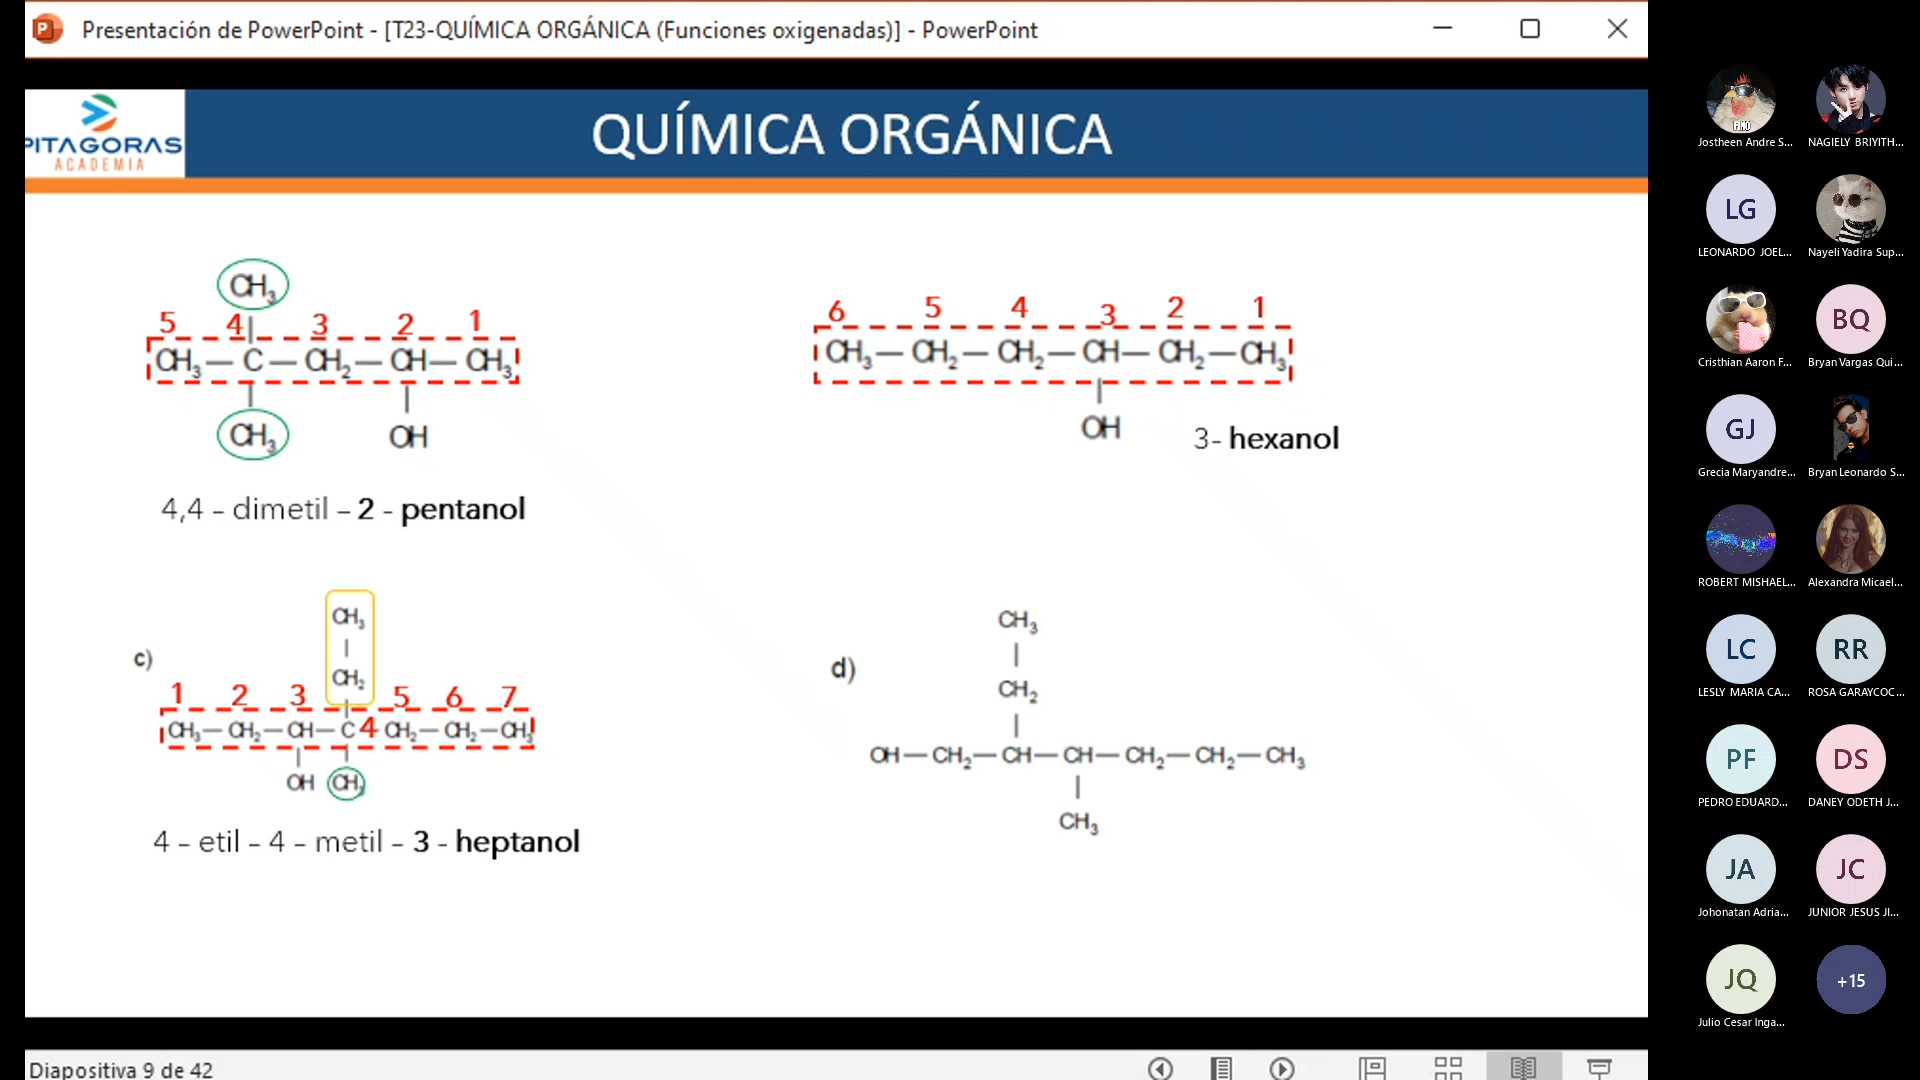 Presentación de PowerPoint - [T23-QUÍMICA ORGÁNICA (Funciones oxigenadas)] - PowerPoint
PITAGORAS
ACADEMIA
QUÍMICA ORGÁNICA
CH₃
5 4 3 2 1
CH₃ — C — CH₂ — CH — CH₃
CH₃ OH
4,4 – dimetil – 2 - pentanol
6 5 4 3 2 1
CH₃ — CH₂ — CH₂ — CH — CH₂ — CH₃
OH
3- hexanol
c)
CH₃
CH₂
1 2 3 5 6 7
CH₃ — CH₂ — CH — C 4 CH₂ — CH₂ — CH₃
OH CH₃
4 – etil – 4 – metil – 3 - heptanol
d)
CH₃
CH₂
OH — CH₂ — CH — CH — CH₂ — CH₂ — CH₃
CH₃
Diapositiva 9 de 42
FINO
Jostheen Andre S...
NAGIELY BRIYITH...
LG
LEONARDO JOEL...
Nayeli Yadira Sup...
Cristhian Aaron F...
BQ
Bryan Vargas Qui...
GJ
Grecia Maryandre...
Bryan Leonardo S...
ROBERT MISHAEL...
Alexandra Micael...
LC
LESLY MARIA CA...
RR
ROSA GARAYCOC...
PF
PEDRO EDUARD...
DS
DANEY ODETH J...
JA
Johonatan Adria...
JC
JUNIOR JESUS JI...
JQ
Julio Cesar Inga...
+15